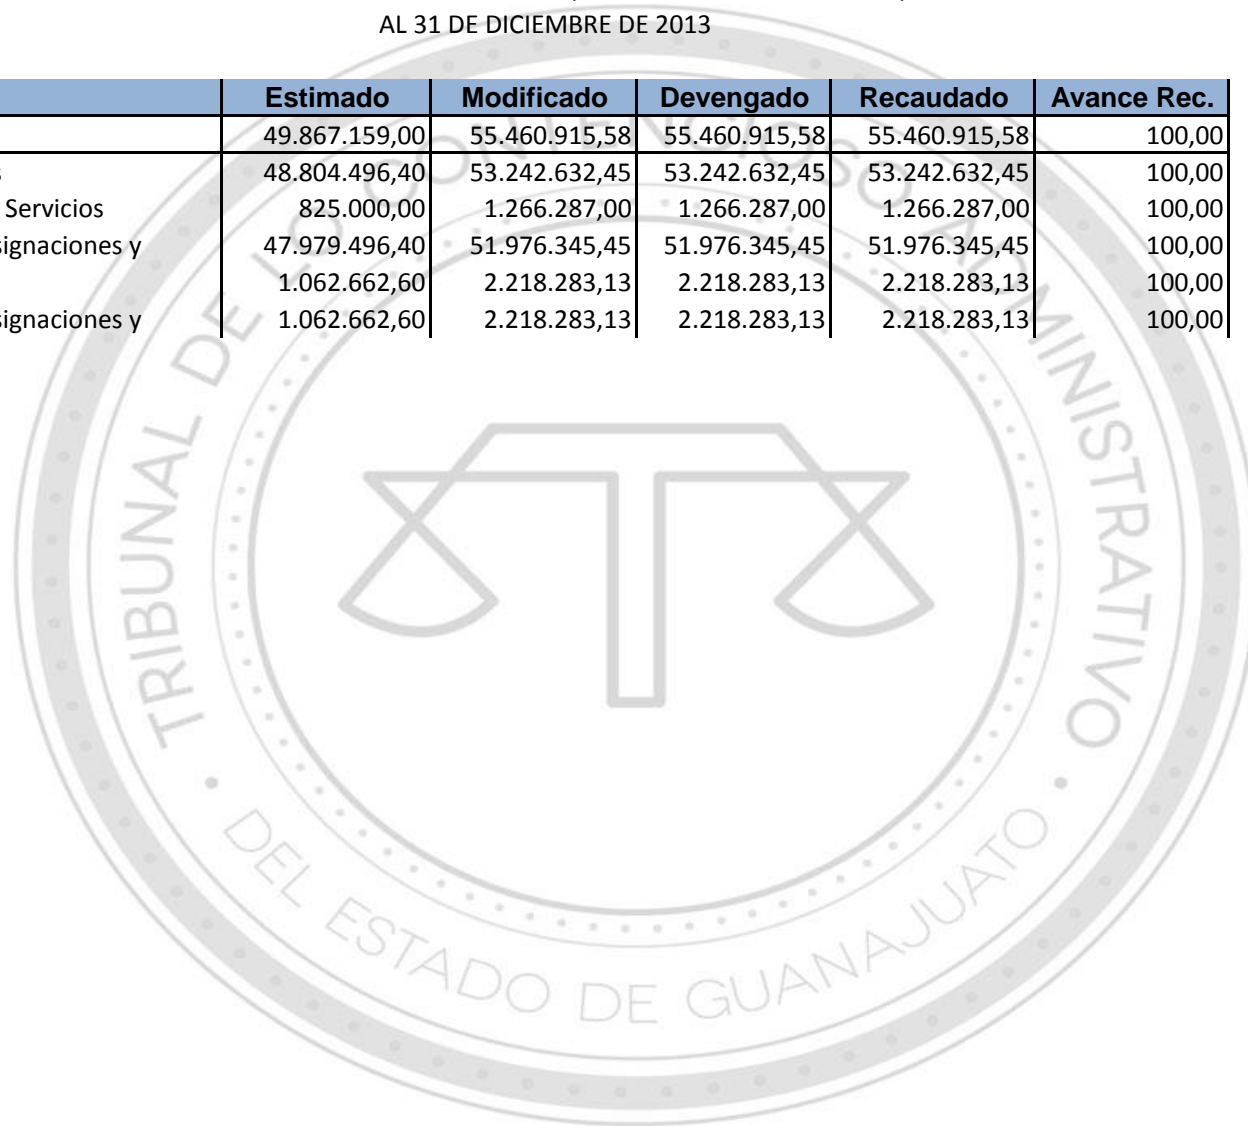 AL 31 DE DICIEMBRE DE 2013
Estimado Modificado Devengado Recaudado Avance Rec.
49.867.159,00 55.460.915,58 55.460.915,58 55.460.915,58 100,00
s 48.804.496,40 53.242.632,45 53.242.632,45 53.242.632,45 100,00
Servicios 825.000,00 1.266.287,00 1.266.287,00 1.266.287,00 100,00
signaciones y 47.979.496,40 51.976.345,45 51.976.345,45 51.976.345,45 100,00
1.062.662,60 2.218.283,13 2.218.283,13 2.218.283,13 100,00
signaciones y 1.062.662,60 2.218.283,13 2.218.283,13 2.218.283,13 100,00
TRIBUNAL DE LO CONTENCIOSO ADMINISTRATIVO
DEL ESTADO DE GUANAJUATO